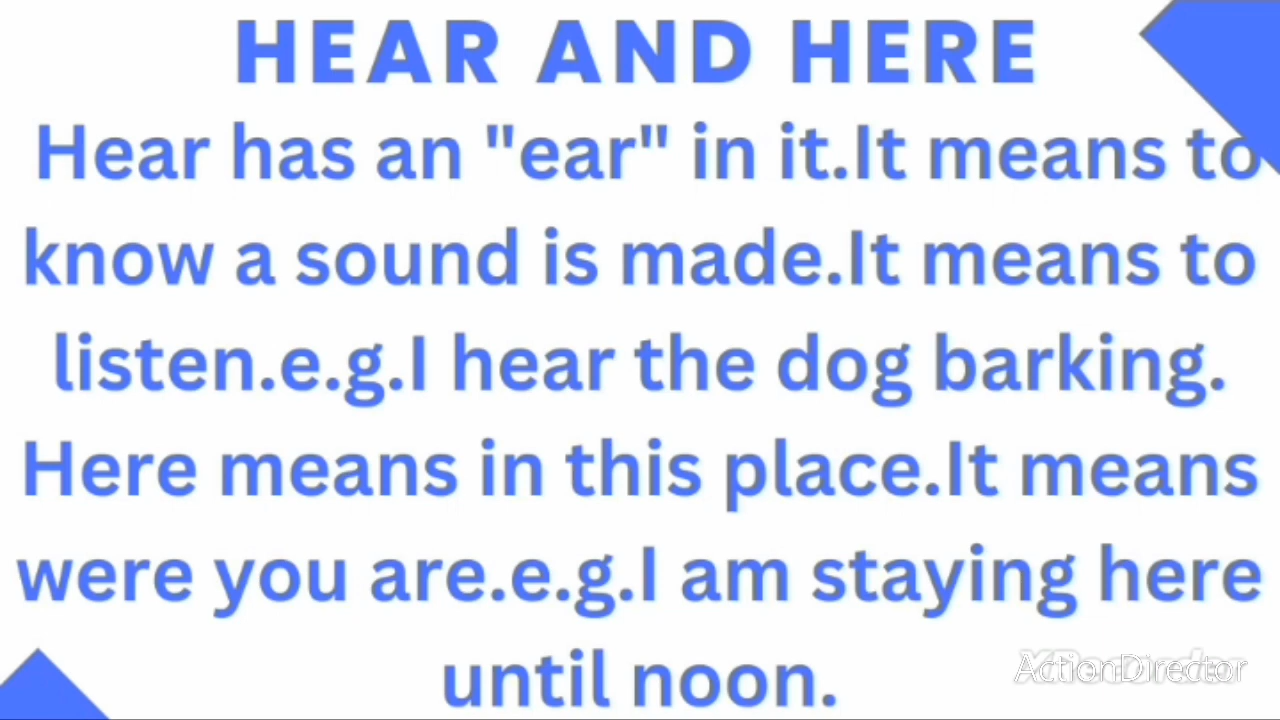 HEAR AND HERE
Hear has an "ear" in it.It means to
know a sound is made.It means to
listen.e.g.I hear the dog barking.
Here means in this place.It means
were you are.e.g.I am staying here
until noon.
ActionDirector